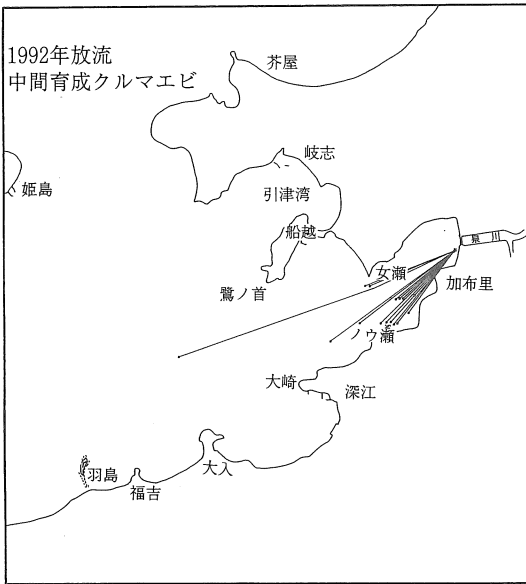 1992年放流
中間育成クルマエビ
芥屋
岐志
引津湾
姫島
船越
泉川
女瀬
鷺ノ首
加布里
ノウ瀬
大崎
深江
大入
羽島
福吉